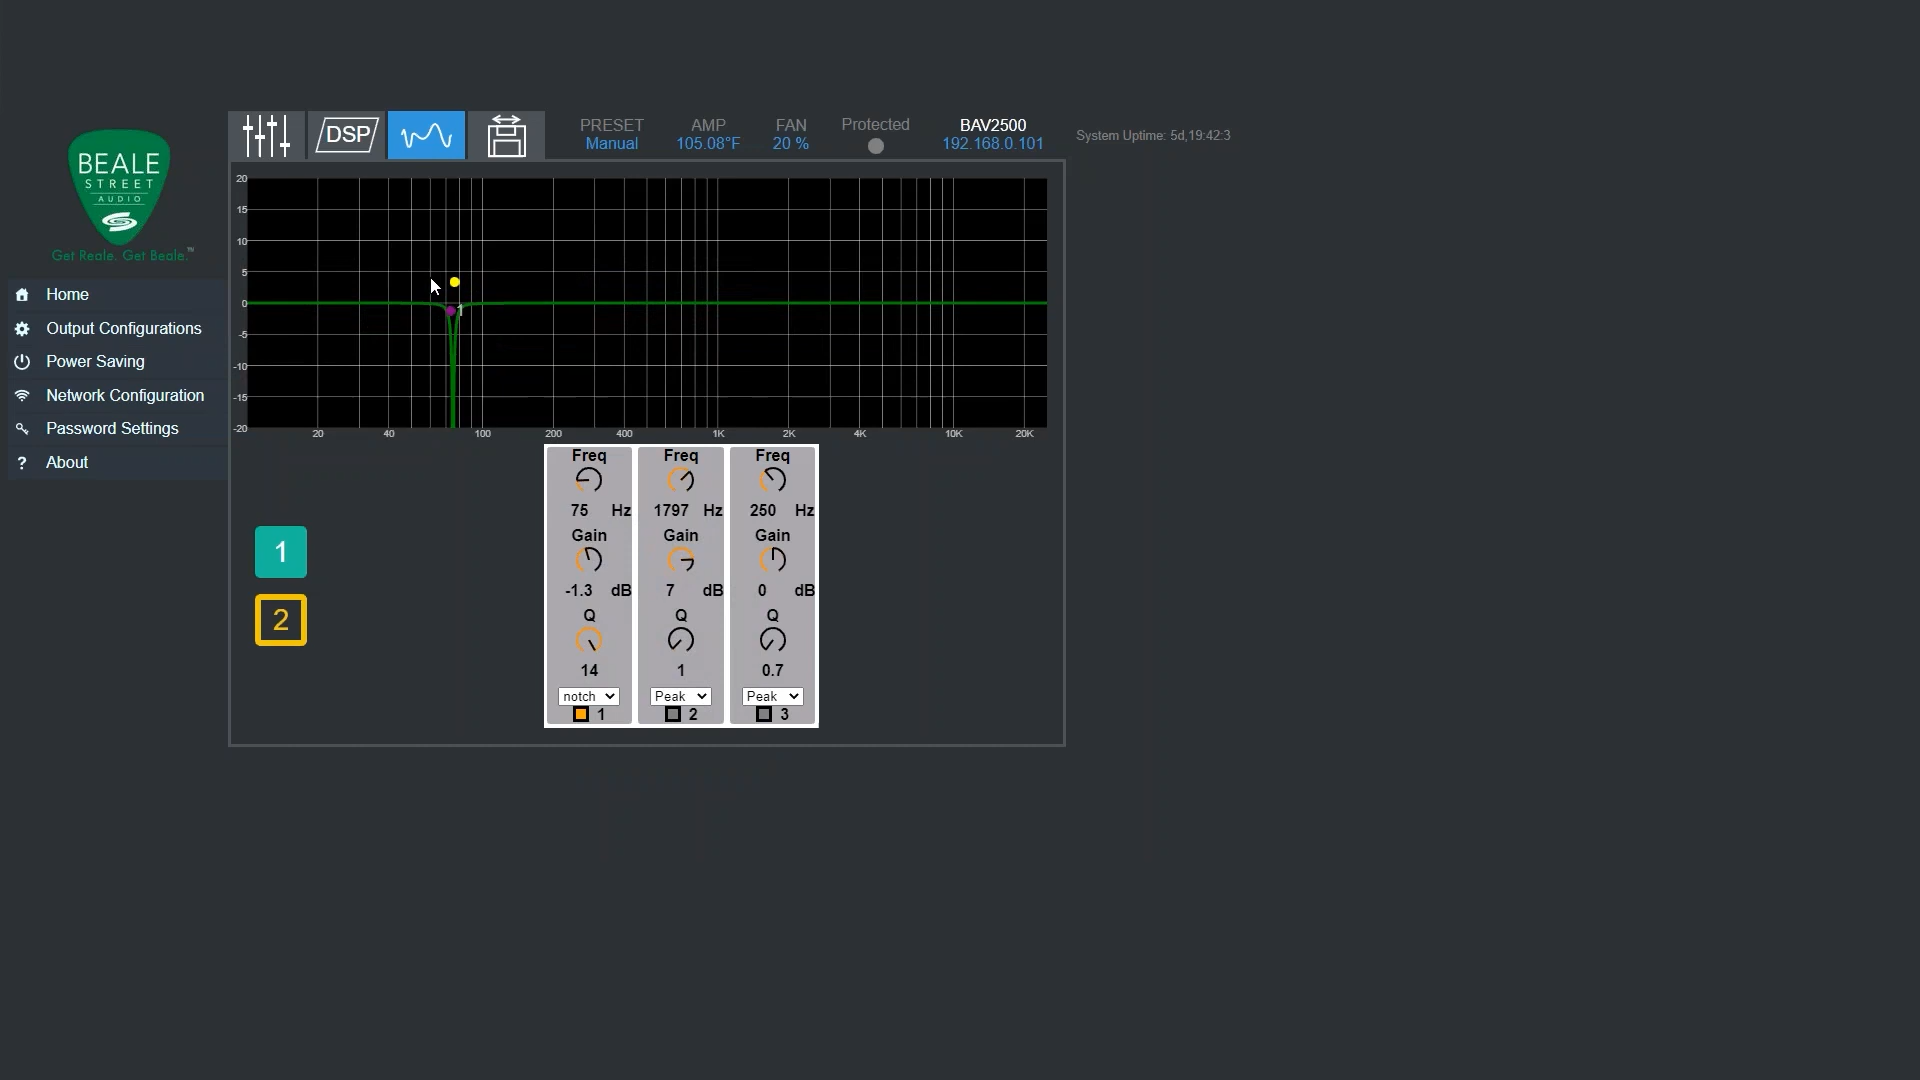 BEALE
STREET
AUDIO
Get Reale. Get Beale.™
Home
Output Configurations
Power Saving
Network Configuration
Password Settings
? About
DSP
PRESET
Manual
AMP
105.08°F
FAN
20 %
Protected
BAV2500
192.168.0.101
System Uptime: 5d,19:42:3
20
15
10
5
0
-5
-10
-15
-20
1
20 40 100 200 400 1K 2K 4K 10K 20K
1
2
Freq Freq Freq
75 Hz 1797 Hz 250 Hz
Gain Gain Gain
-1.3 dB 7 dB 0 dB
Q Q Q
14 1 0.7
notch Peak Peak
1 2 3